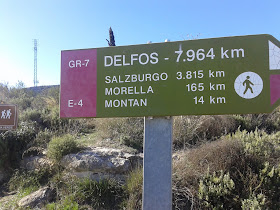 GR-7
DELFOS - 7.964 km
SALZBURGO 3.815 km
MORELLA 165 km
E-4
MONTAN 14 km